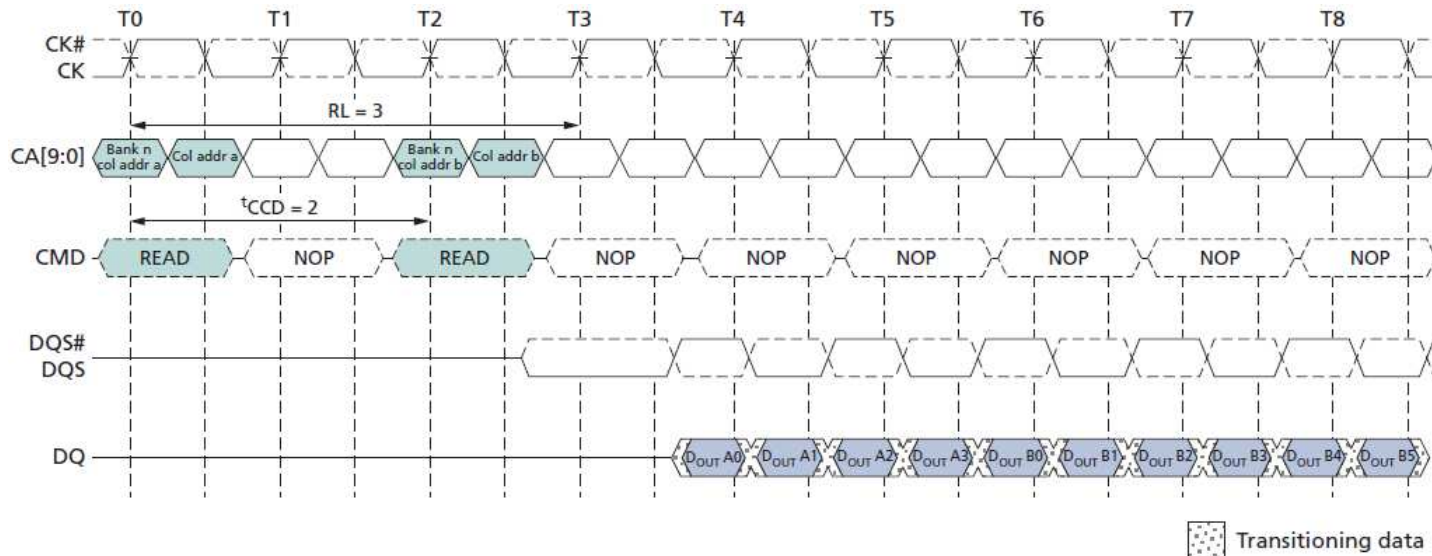 T0 T1 T2 T3 T4 T5 T6 T7 T8
CK#
CK
RL = 3
CA[9:0]
Bank n
col addr a
Col addr a
Bank n
col addr b
Col addr b
tCCD = 2
CMD READ NOP READ NOP NOP NOP NOP NOP NOP
DQS#
DQS
DQ DOUT A0 DOUT A1 DOUT A2 DOUT A3 DOUT B0 DOUT B1 DOUT B2 DOUT B3 DOUT B4 DOUT B5
Transitioning data